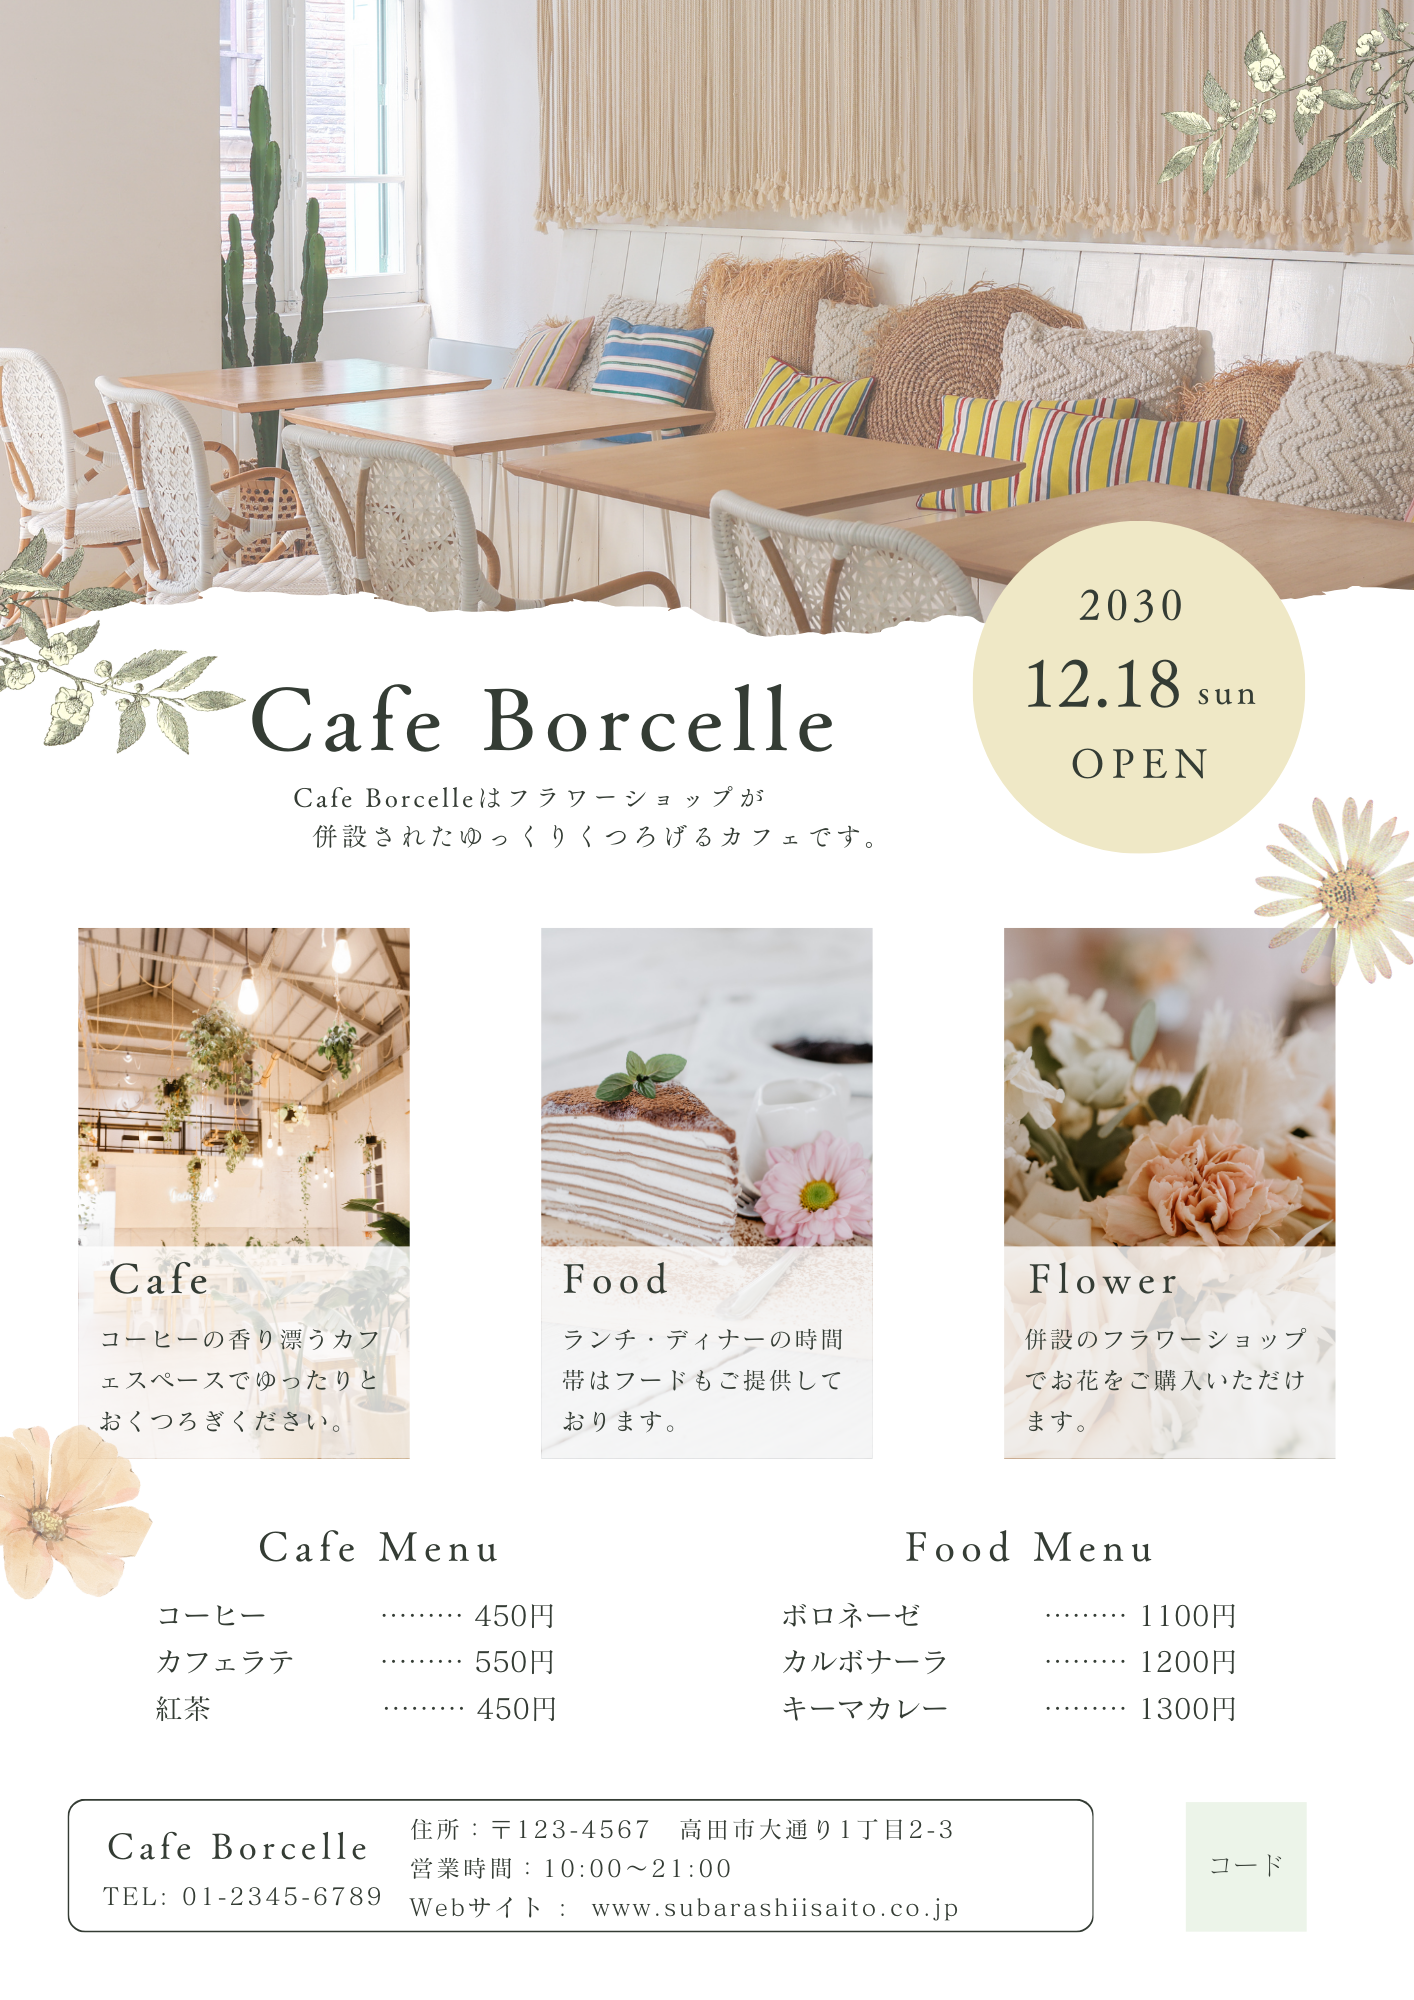 2030
12.18 sun
OPEN
Cafe Borcelle
Cafe Borcelleはフラワーショップが
併設されたゆっくりくつろげるカフェです。
Cafe
コーヒーの香り漂うカフ
ェスペースでゆったりと
おくつろぎください。
Food
ランチ・ディナーの時間
帯はフードもご提供して
おります。
Flower
併設のフラワーショップ
でお花をご購入いただけ
ます。
Cafe Menu
コーヒー ········· 450円
カフェラテ ········· 550円
紅茶 ········· 450円
Food Menu
ボロネーゼ ········· 1100円
カルボナーラ ········· 1200円
キーマカレー ········· 1300円
Cafe Borcelle
TEL: 01-2345-6789
住所：〒123-4567　高田市大通り1丁目2-3
営業時間：10:00〜21:00
Webサイト： www.subarashiisaito.co.jp
コード